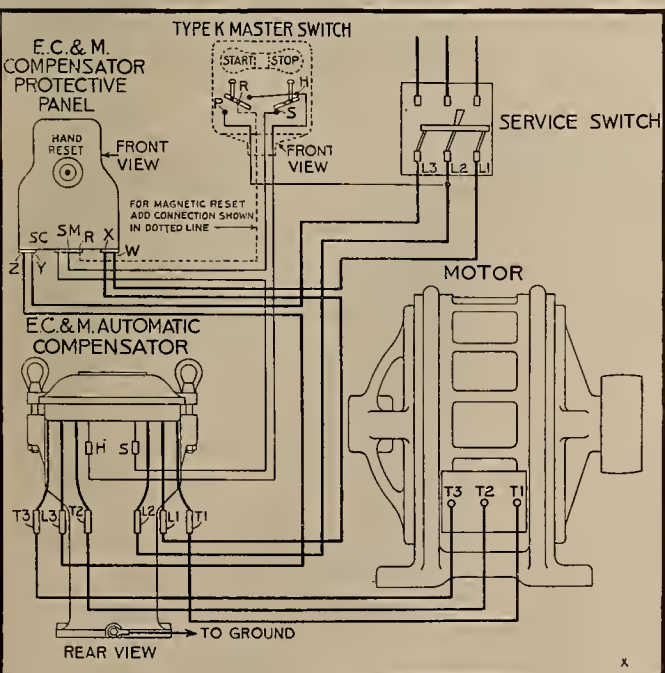 TYPE K MASTER SWITCH
E.C.& M.
COMPENSATOR
PROTECTIVE
PANEL
START
STOP
P
R
H
S
FRONT
VIEW
SERVICE SWITCH
L3 L2 L1
HAND
RESET
FRONT
VIEW
FOR MAGNETIC RESET
ADD CONNECTION SHOWN
IN DOTTED LINE
SC SM R X
Z Y W
MOTOR
T3 T2 T1
E.C.& M. AUTOMATIC
COMPENSATOR
H S
T3 L3 T2 L2 L1 T1
TO GROUND
REAR VIEW
X